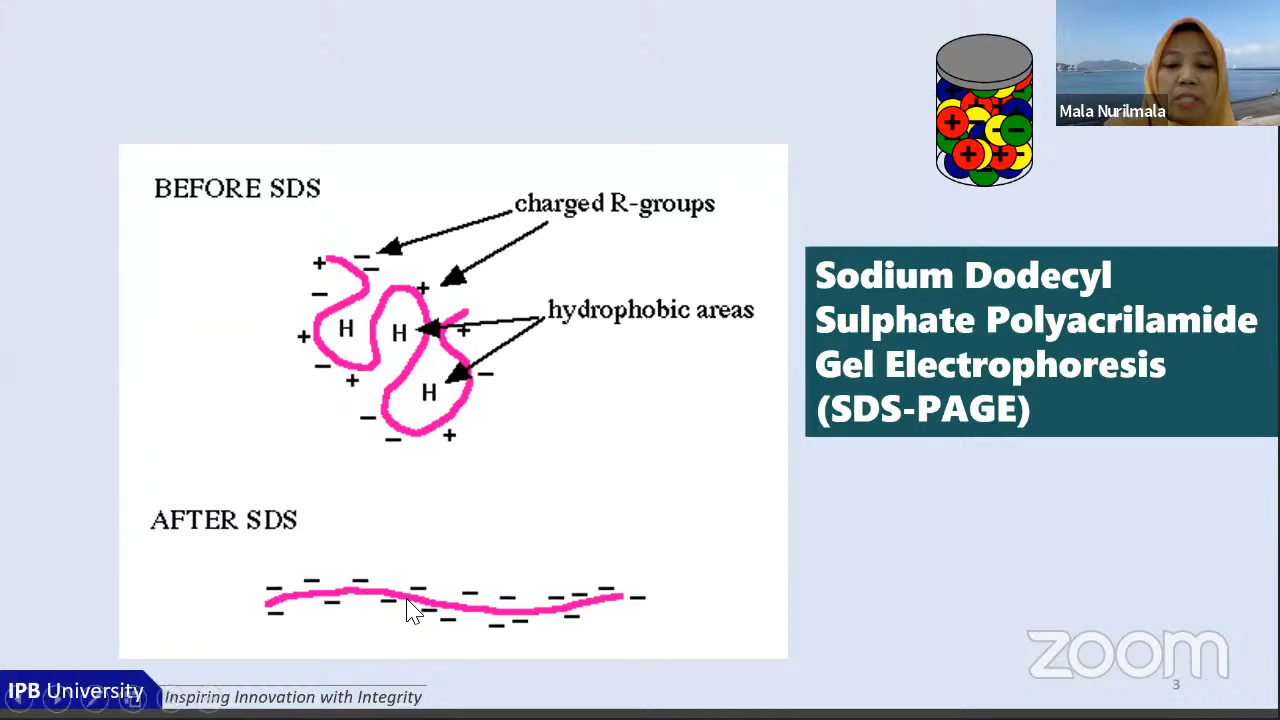 Mala Nurilmala
BEFORE SDS
charged R-groups
hydrophobic areas
H
H
H
AFTER SDS
Sodium Dodecyl
Sulphate Polyacrilamide
Gel Electrophoresis
(SDS-PAGE)
zoom
3
IPB University
Inspiring Innovation with Integrity